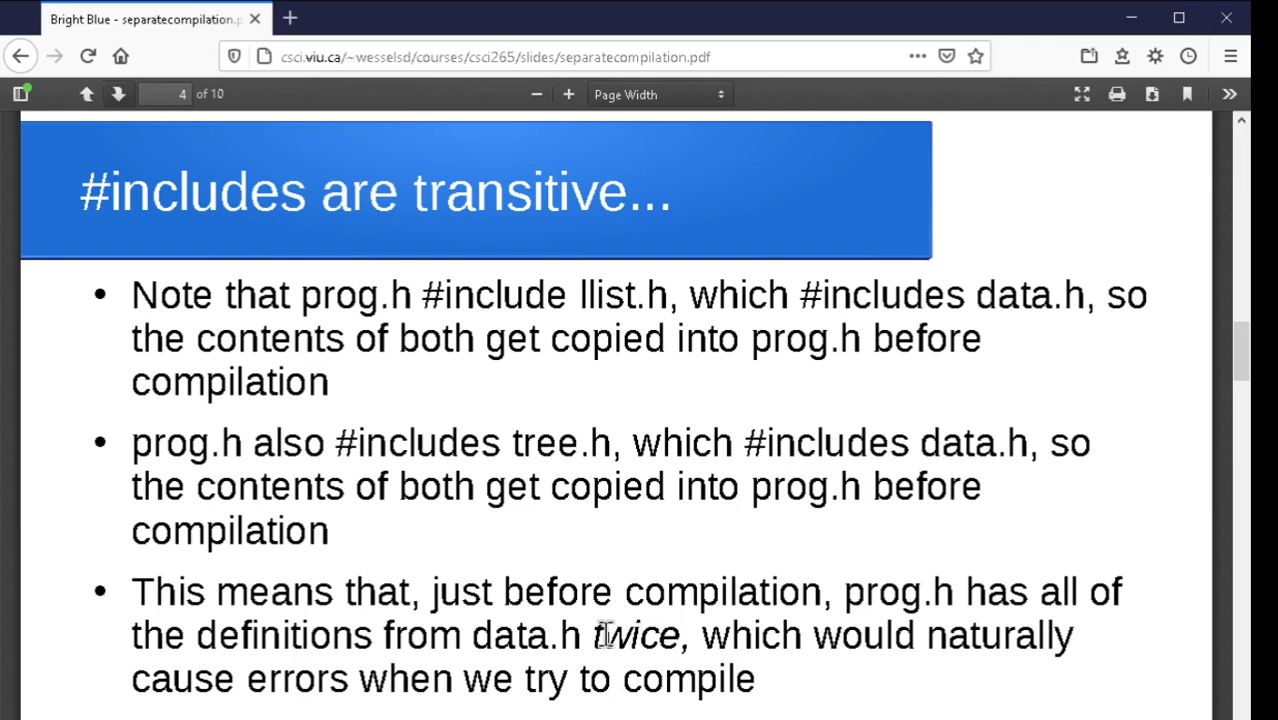 Bright Blue - separatecompilation.p
csci.viu.ca/~wesselsd/courses/csci265/slides/separatecompilation.pdf
4 of 10
Page Width
#includes are transitive...
• Note that prog.h #include llist.h, which #includes data.h, so
the contents of both get copied into prog.h before
compilation
• prog.h also #includes tree.h, which #includes data.h, so
the contents of both get copied into prog.h before
compilation
• This means that, just before compilation, prog.h has all of
the definitions from data.h twice, which would naturally
cause errors when we try to compile